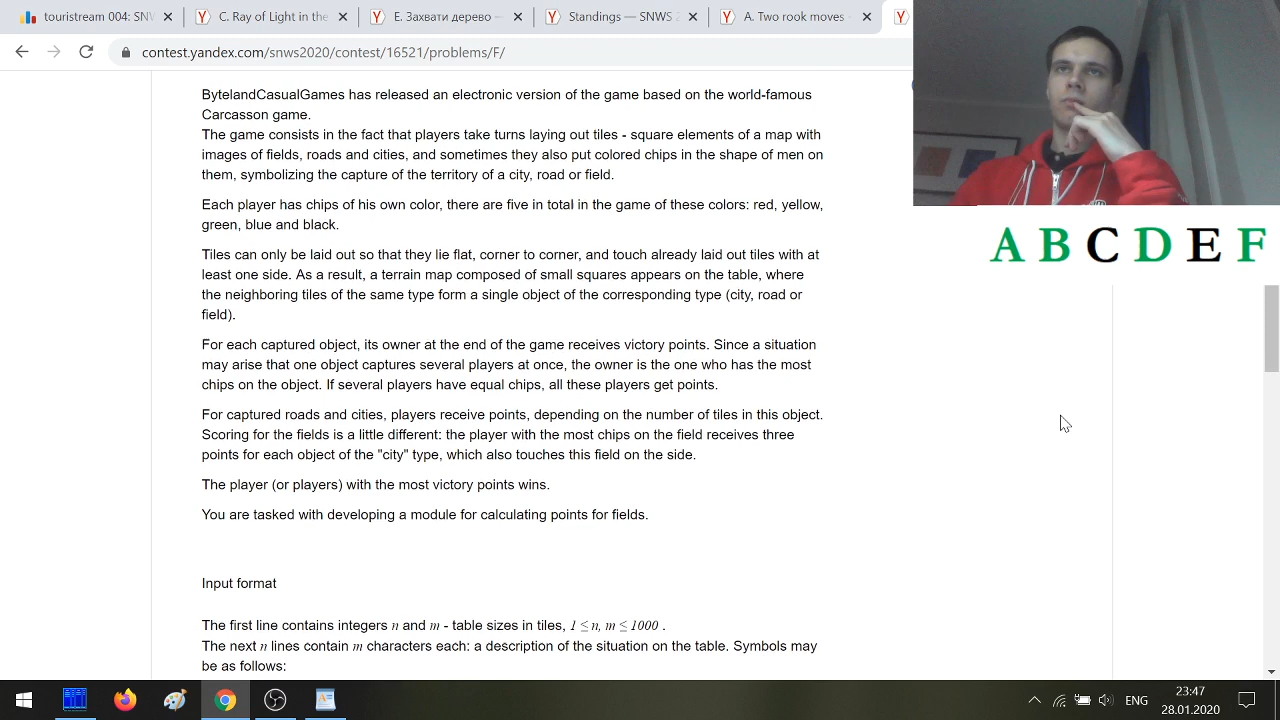 touristream 004: SNW
C. Ray of Light in the
Е. Захвати дерево —
Standings — SNWS 2
A. Two rook moves -
contest.yandex.com/snws2020/contest/16521/problems/F/
BytelandCasualGames has released an electronic version of the game based on the world-famous
Carcasson game.
The game consists in the fact that players take turns laying out tiles - square elements of a map with
images of fields, roads and cities, and sometimes they also put colored chips in the shape of men on
them, symbolizing the capture of the territory of a city, road or field.
Each player has chips of his own color, there are five in total in the game of these colors: red, yellow,
green, blue and black.
Tiles can only be laid out so that they lie flat, corner to corner, and touch already laid out tiles with at
least one side. As a result, a terrain map composed of small squares appears on the table, where
the neighboring tiles of the same type form a single object of the corresponding type (city, road or
field).
For each captured object, its owner at the end of the game receives victory points. Since a situation
may arise that one object captures several players at once, the owner is the one who has the most
chips on the object. If several players have equal chips, all these players get points.
For captured roads and cities, players receive points, depending on the number of tiles in this object.
Scoring for the fields is a little different: the player with the most chips on the field receives three
points for each object of the "city" type, which also touches this field on the side.
The player (or players) with the most victory points wins.
You are tasked with developing a module for calculating points for fields.
Input format
The first line contains integers n and m - table sizes in tiles, 1 ≤ n, m ≤ 1000 .
The next n lines contain m characters each: a description of the situation on the table. Symbols may
be as follows:
A B C D E F
ENG
23:47
28.01.2020